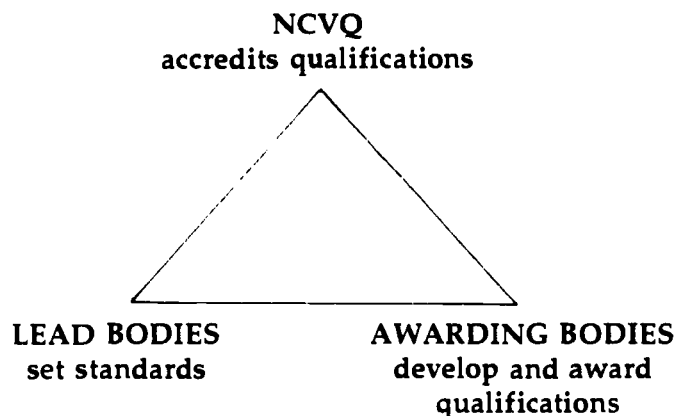 NCVQ
accredits qualifications
LEAD BODIES
set standards
AWARDING BODIES
develop and award
qualifications